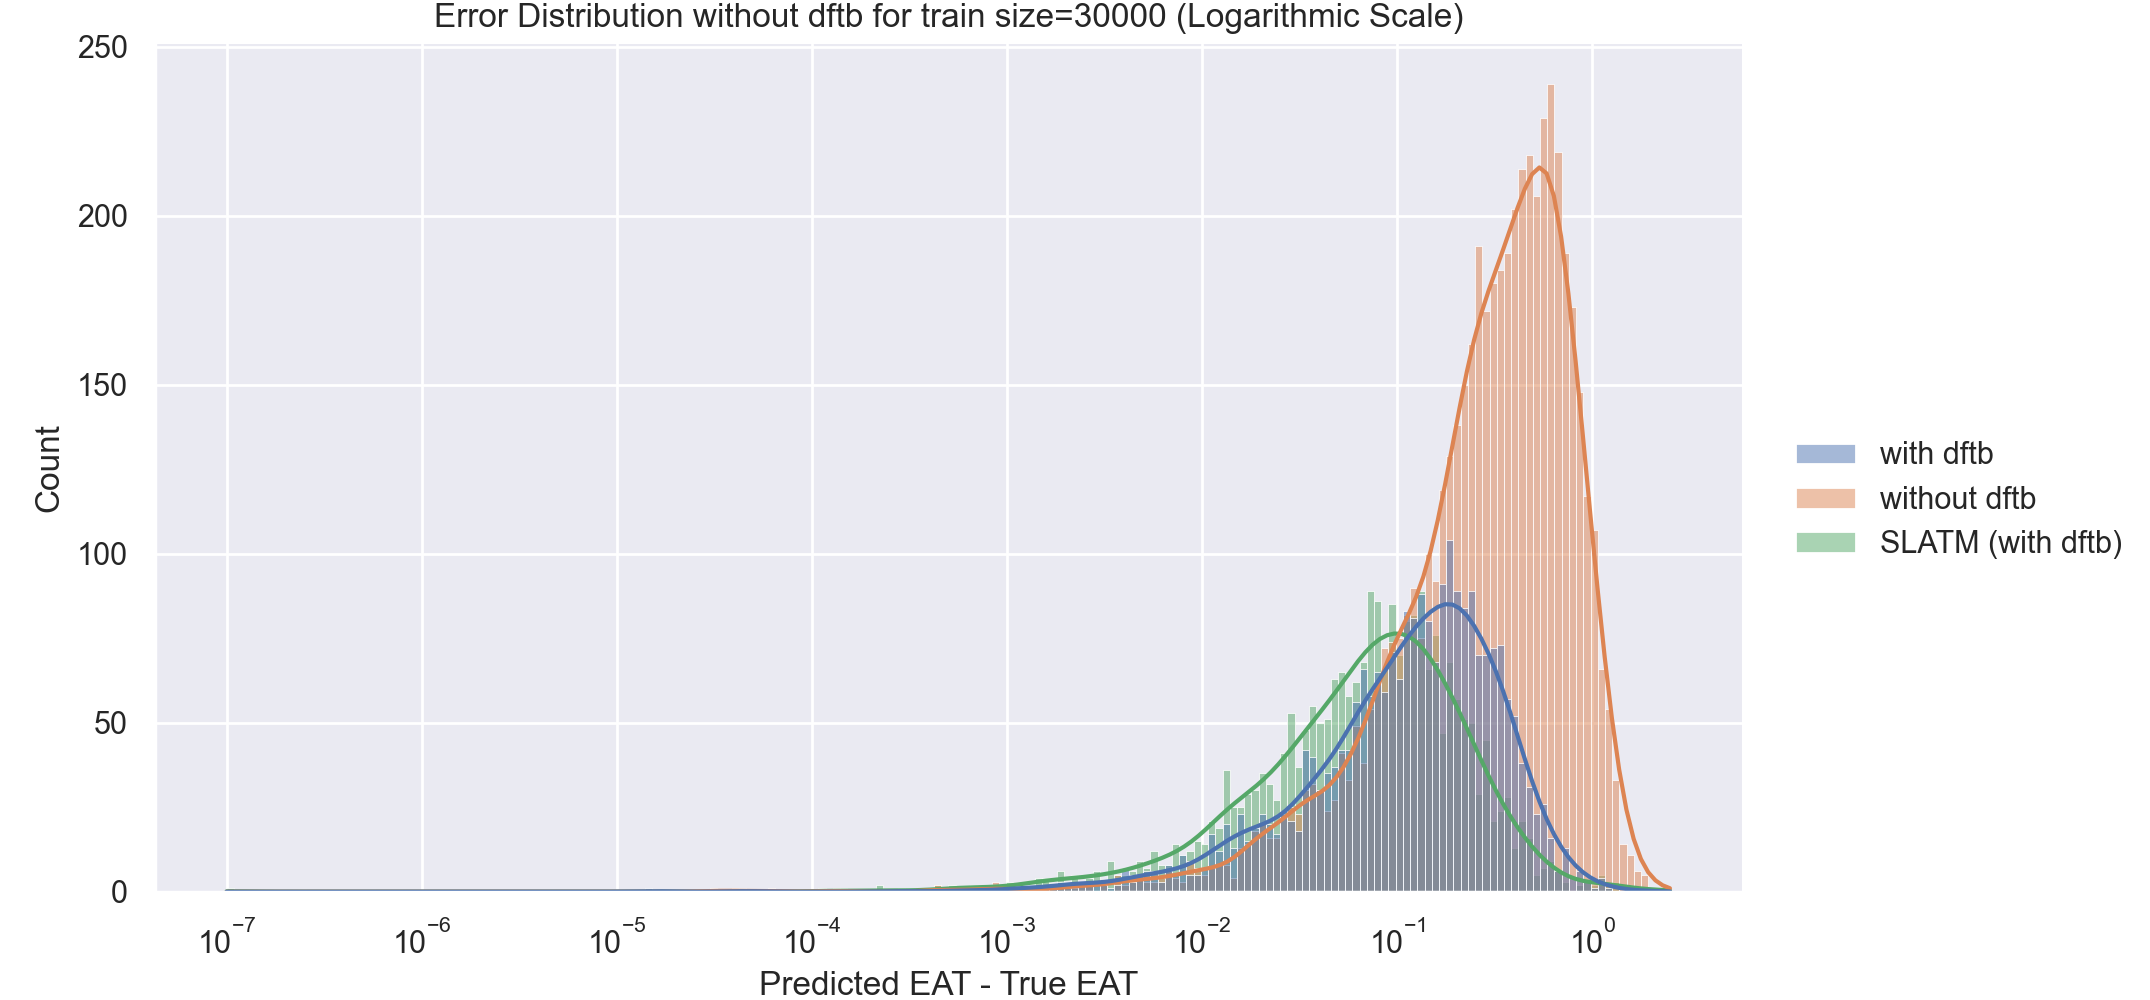 Error Distribution without dftb for train size=30000 (Logarithmic Scale)
250
200
150
100
50
0
Count
10⁻⁷ 10⁻⁶ 10⁻⁵ 10⁻⁴ 10⁻³ 10⁻² 10⁻¹ 10⁰
Predicted EAT - True EAT
with dftb
without dftb
SLATM (with dftb)